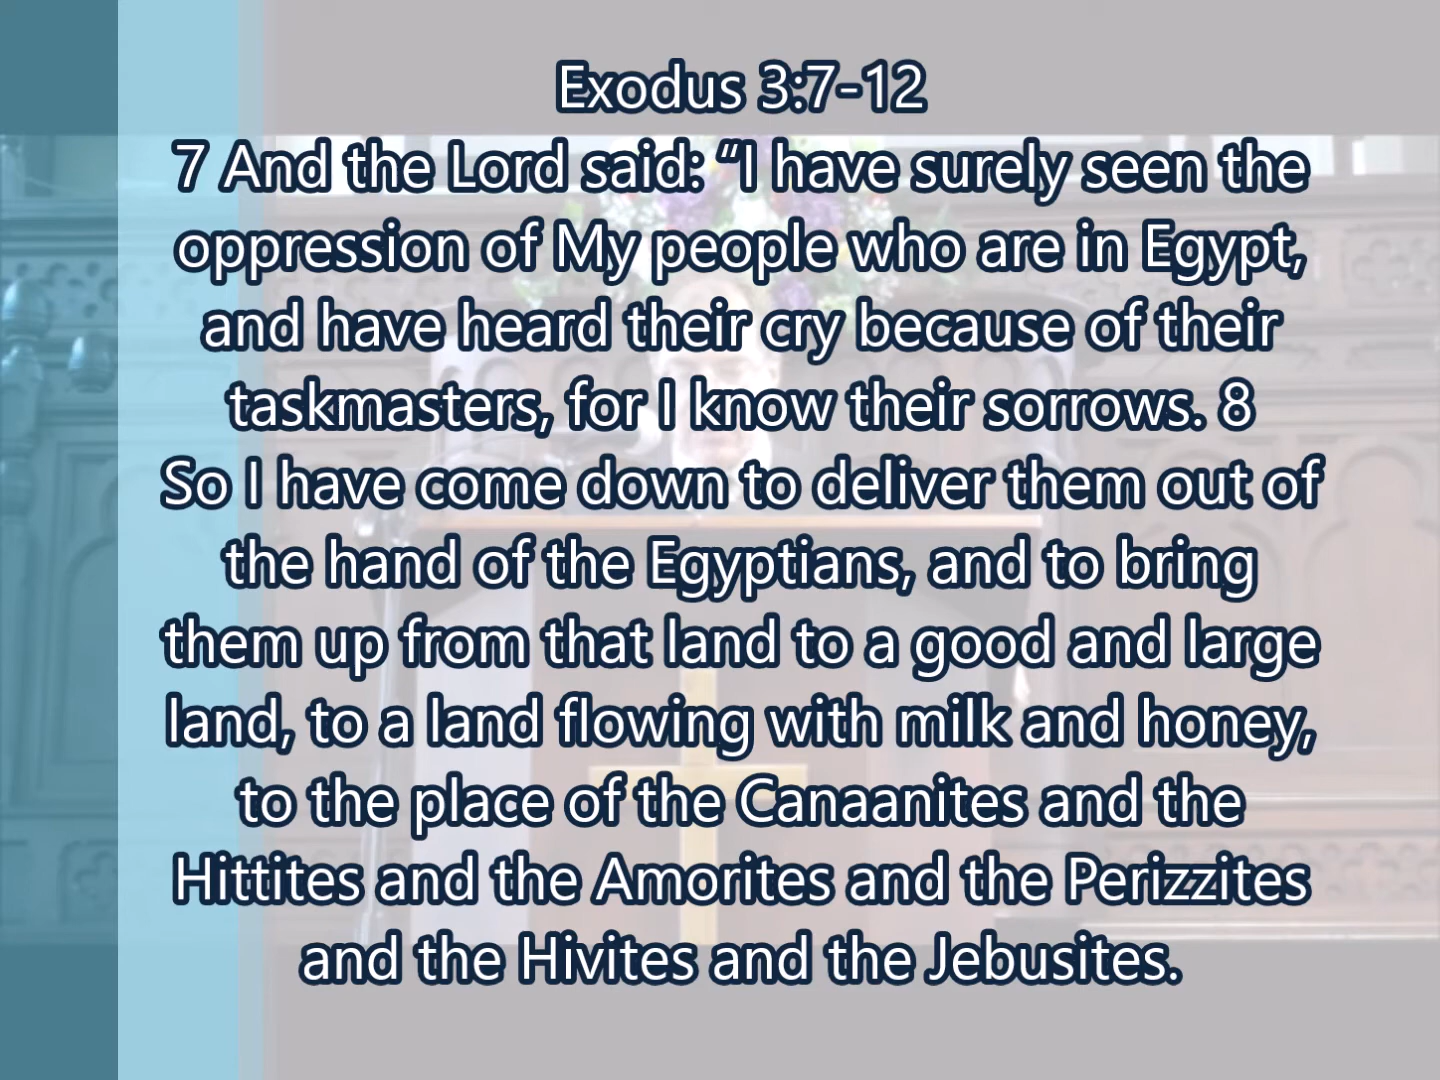 Exodus 3:7-12
7 And the Lord said: “I have surely seen the
oppression of My people who are in Egypt,
and have heard their cry because of their
taskmasters, for I know their sorrows. 8
So I have come down to deliver them out of
the hand of the Egyptians, and to bring
them up from that land to a good and large
land, to a land flowing with milk and honey,
to the place of the Canaanites and the
Hittites and the Amorites and the Perizzites
and the Hivites and the Jebusites.